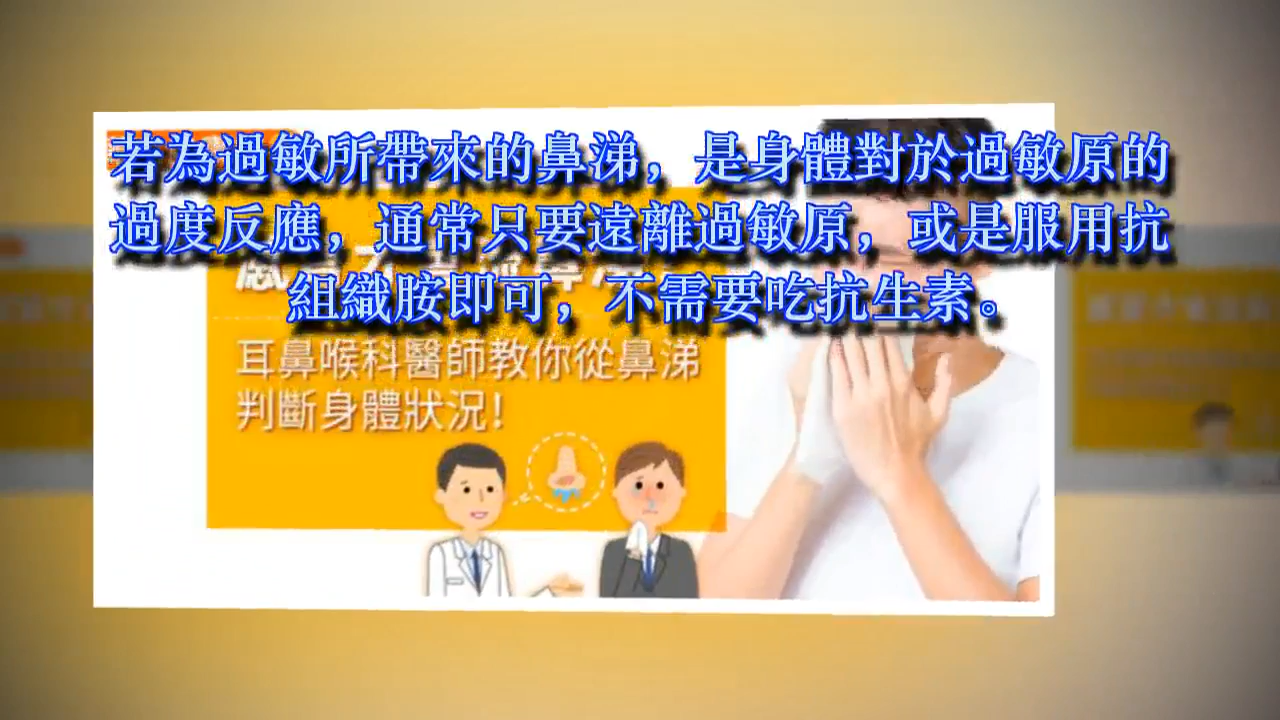 若為過敏所帶來的鼻涕，是身體對於過敏原的
過度反應，通常只要遠離過敏原，或是服用抗
組織胺即可，不需要吃抗生素。
耳鼻喉科醫師教你從鼻涕
判斷身體狀況！